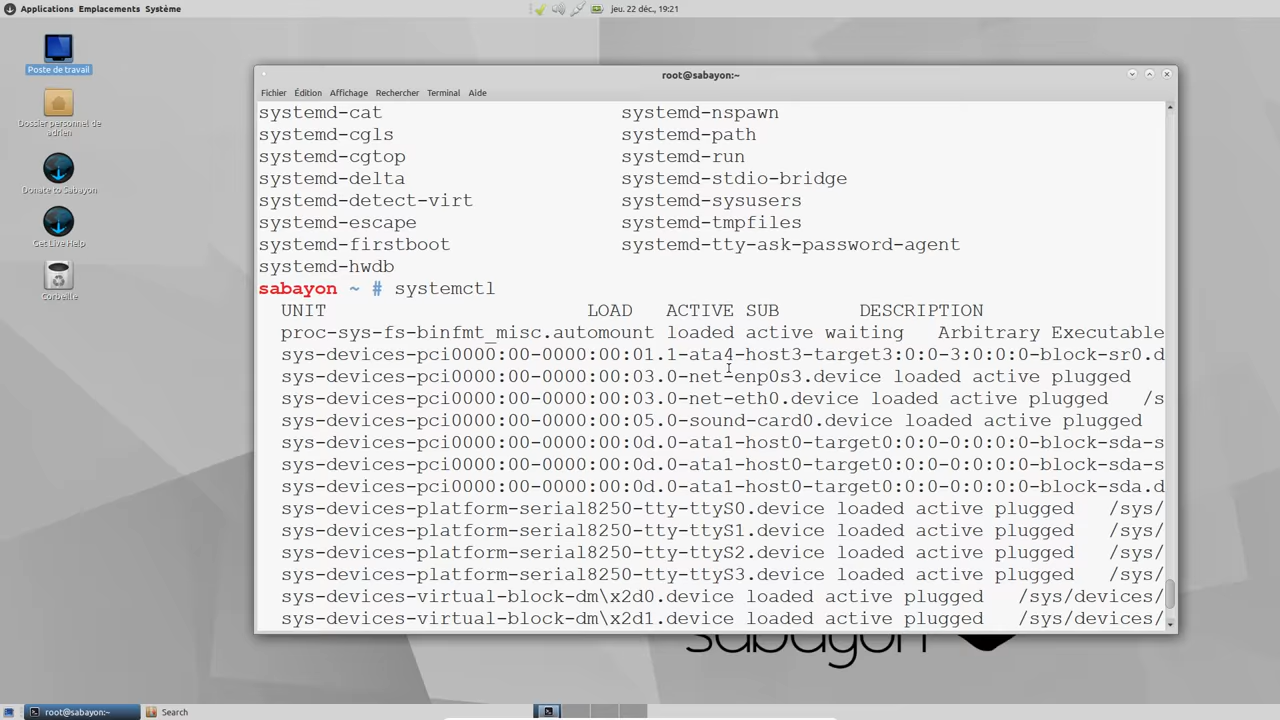 Applications Emplacements Système
jeu. 22 déc., 19:21
Poste de travail
Dossier personnel de
adrien
Donate to Sabayon
Get Live Help
Corbeille
root@sabayon:~
Fichier Édition Affichage Rechercher Terminal Aide
systemd-cat systemd-nspawn
systemd-cgls systemd-path
systemd-cgtop systemd-run
systemd-delta systemd-stdio-bridge
systemd-detect-virt systemd-sysusers
systemd-escape systemd-tmpfiles
systemd-firstboot systemd-tty-ask-password-agent
systemd-hwdb
sabayon ~ # systemctl
UNIT LOAD ACTIVE SUB DESCRIPTION
proc-sys-fs-binfmt_misc.automount loaded active waiting Arbitrary Executable
sys-devices-pci0000:00-0000:00:01.1-ata4-host3-target3:0:0-3:0:0:0-block-sr0.d
sys-devices-pci0000:00-0000:00:03.0-net-enp0s3.device loaded active plugged
sys-devices-pci0000:00-0000:00:03.0-net-eth0.device loaded active plugged /s
sys-devices-pci0000:00-0000:00:05.0-sound-card0.device loaded active plugged
sys-devices-pci0000:00-0000:00:0d.0-ata1-host0-target0:0:0-0:0:0:0-block-sda-s
sys-devices-pci0000:00-0000:00:0d.0-ata1-host0-target0:0:0-0:0:0:0-block-sda-s
sys-devices-pci0000:00-0000:00:0d.0-ata1-host0-target0:0:0-0:0:0:0-block-sda.d
sys-devices-platform-serial8250-tty-ttyS0.device loaded active plugged /sys/
sys-devices-platform-serial8250-tty-ttyS1.device loaded active plugged /sys/
sys-devices-platform-serial8250-tty-ttyS2.device loaded active plugged /sys/
sys-devices-platform-serial8250-tty-ttyS3.device loaded active plugged /sys/
sys-devices-virtual-block-dm\x2d0.device loaded active plugged /sys/devices/
sys-devices-virtual-block-dm\x2d1.device loaded active plugged /sys/devices/
sabayon
root@sabayon:~ Search